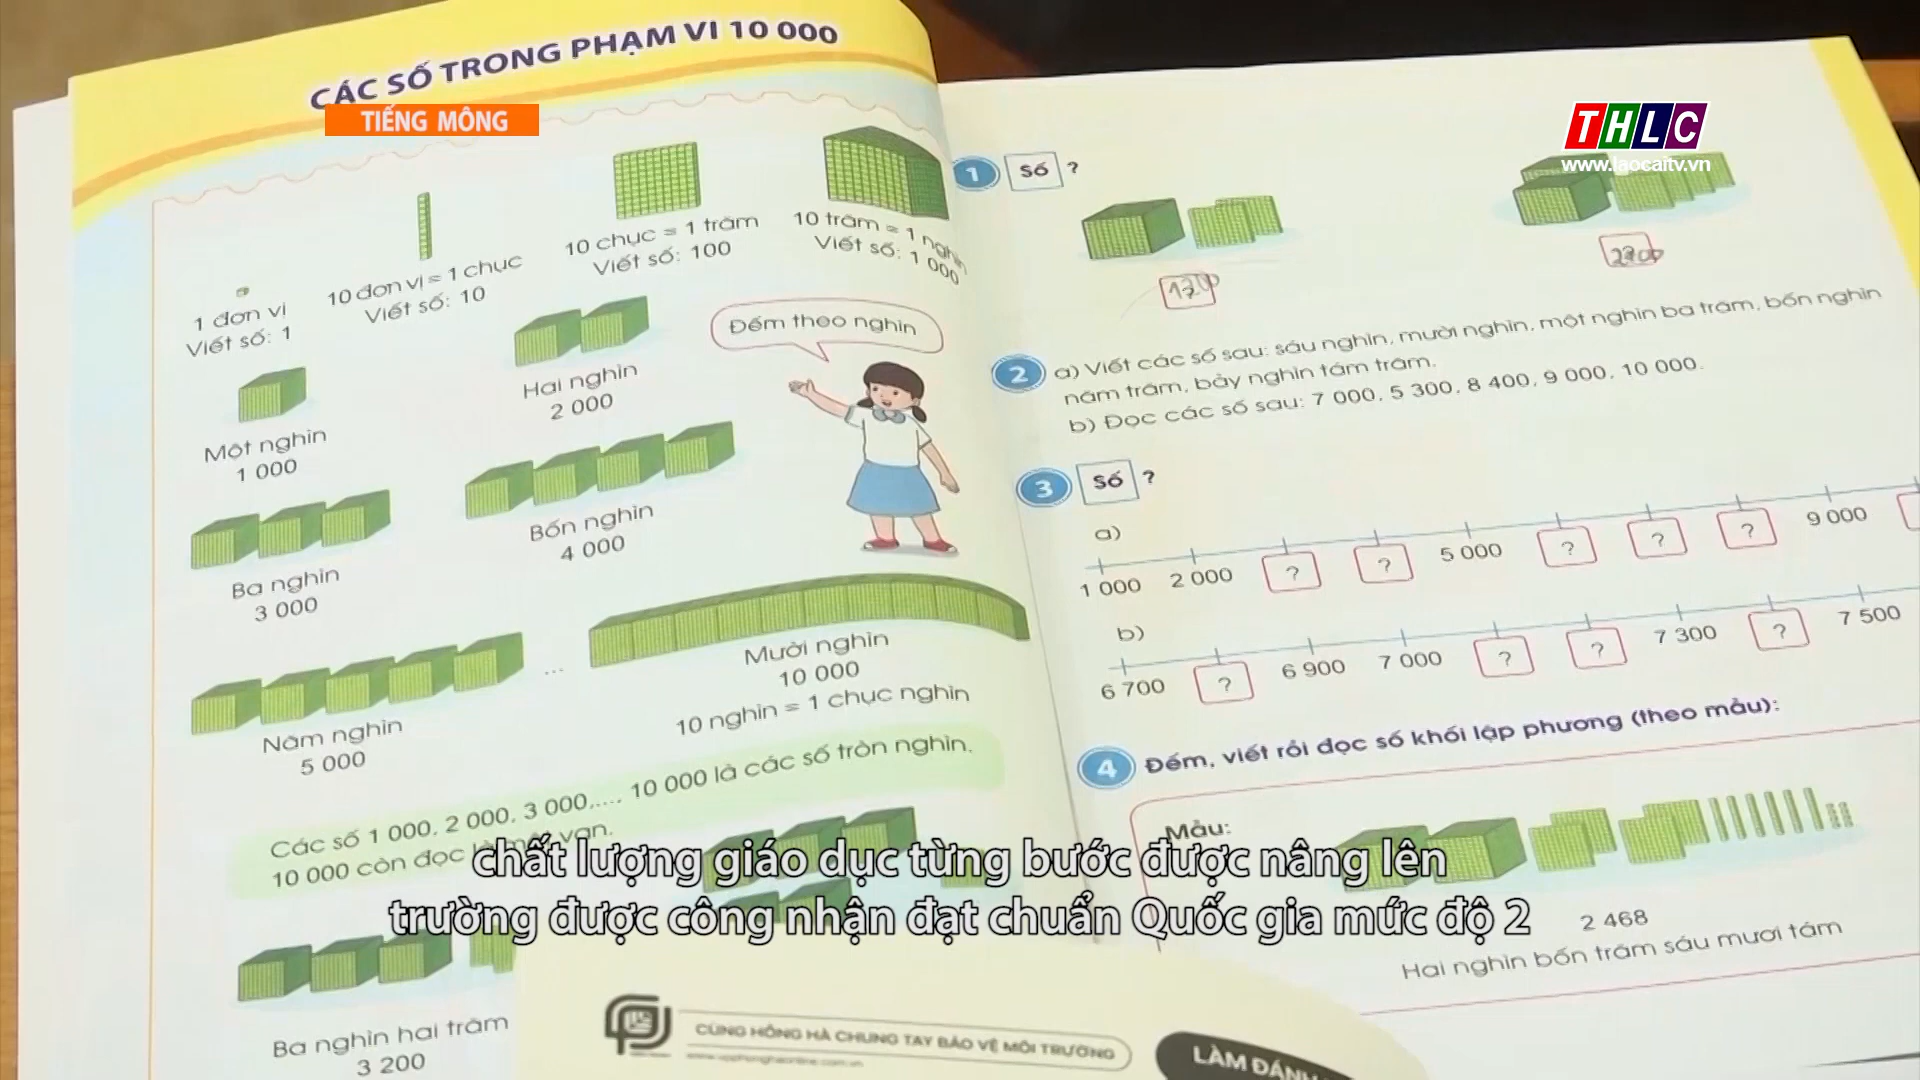 CÁC SỐ TRONG PHẠM VI 10 000
TIẾNG MÔNG
THLC
www.laocaitv.vn
1 đơn vị
Viết số: 1
10 đơn vị = 1 chục
Viết số: 10
10 chục = 1 trăm
Viết số: 100
10 trăm = 1 nghìn
Viết số: 1 000
Một nghìn
1 000
Hai nghìn
2 000
Đếm theo nghìn
Ba nghìn
3 000
Bốn nghìn
4 000
Năm nghìn
5 000
...
Mười nghìn
10 000
10 nghìn = 1 chục nghìn
Các số 1 000, 2 000, 3 000,..., 10 000 là các số tròn nghìn.
10 000 còn đọc là một vạn.
Ba nghìn hai trăm
3 200
1 Số ?
2 a) Viết các số sau: sáu nghìn, mười nghìn, một nghìn ba trăm, bốn nghìn
năm trăm, bảy nghìn tám trăm.
b) Đọc các số sau: 7 000, 5 300, 8 400, 9 000, 10 000.
3 Số ?
a)
1 000 2 000 ? ? 5 000 ? ? ? 9 000
b)
6 700 ? 6 900 7 000 ? ? 7 300 ? 7 500
4 Đếm, viết rồi đọc số khối lập phương (theo mẫu):
Mẫu:
2 468
Hai nghìn bốn trăm sáu mươi tám
chất lượng giáo dục từng bước được nâng lên
trường được công nhận đạt chuẩn Quốc gia mức độ 2
CÙNG HỒNG HÀ CHUNG TAY BẢO VỆ MÔI TRƯỜNG
LÀM ĐÁNH